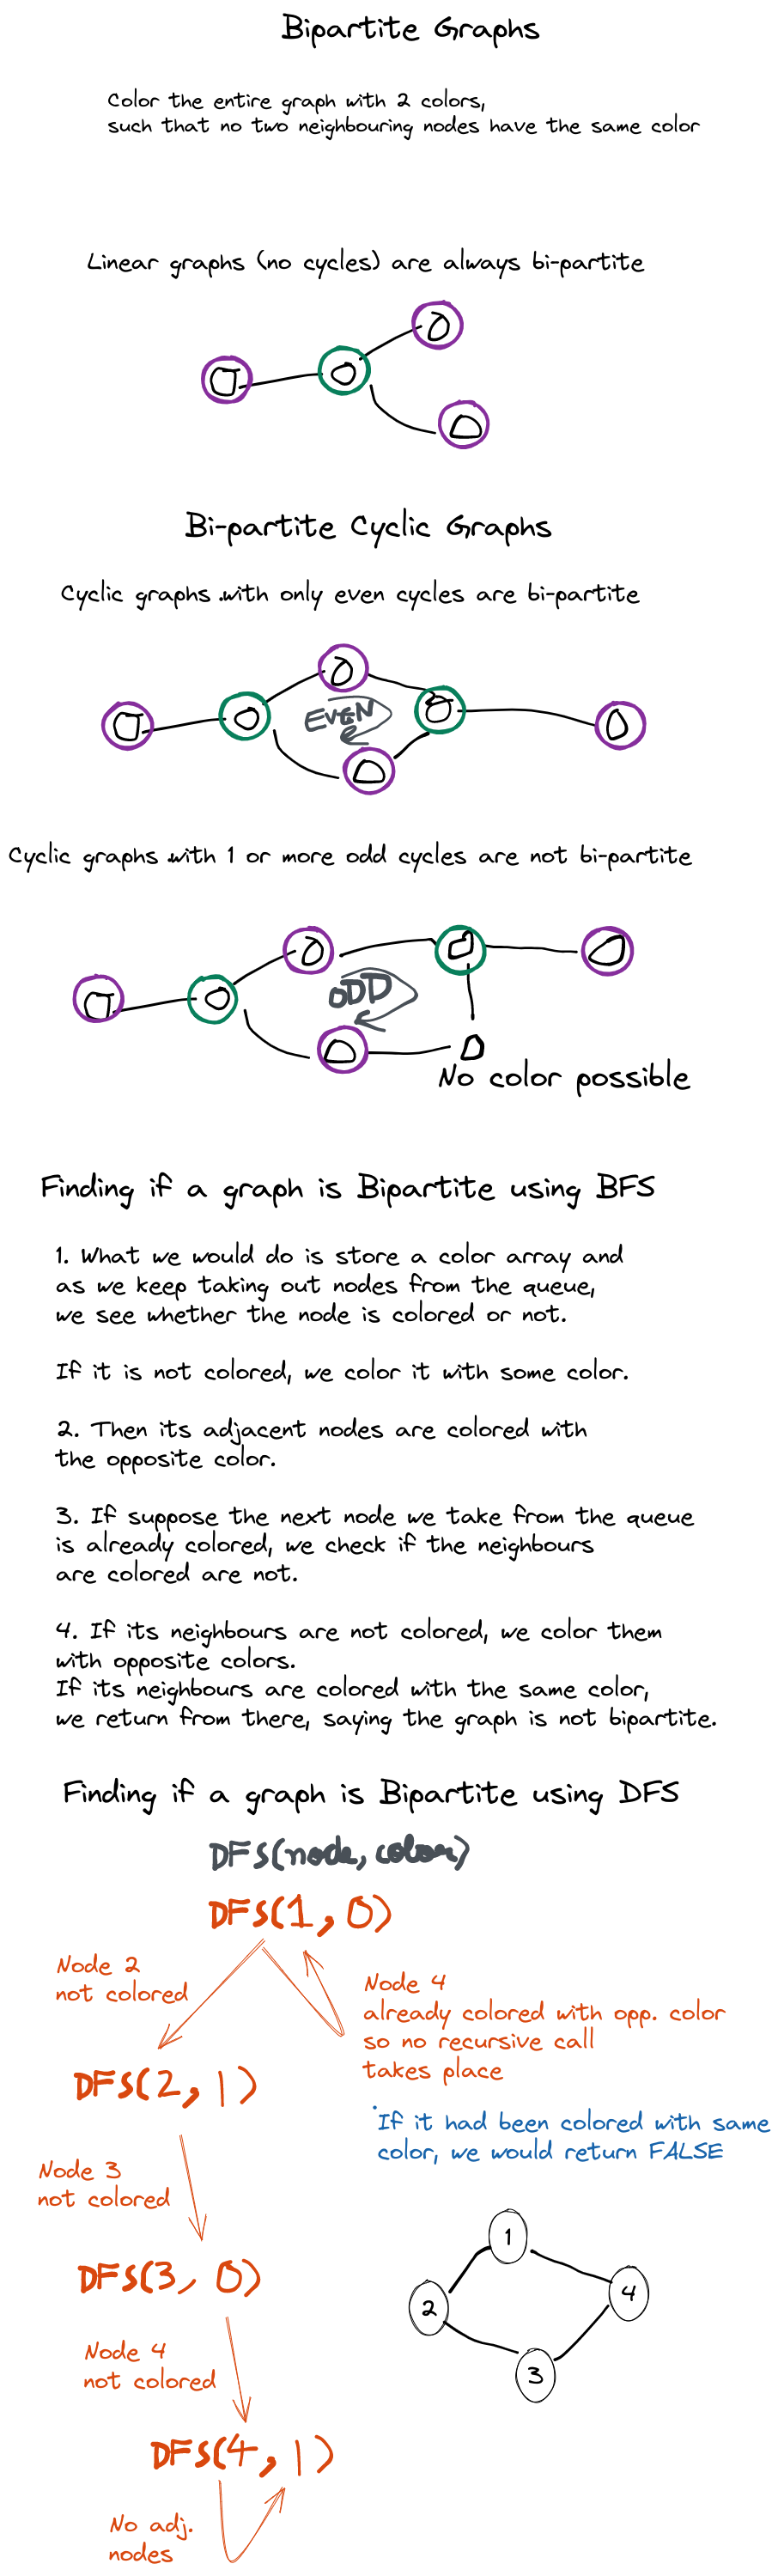 Bipartite Graphs
Color the entire graph with 2 colors,
such that no two neighbouring nodes have the same color
Linear graphs (no cycles) are always bi-partite
Bi-partite Cyclic Graphs
Cyclic graphs with only even cycles are bi-partite
EVEN
Cyclic graphs with 1 or more odd cycles are not bi-partite
ODD
No color possible
Finding if a graph is Bipartite using BFS
1. What we would do is store a color array and
as we keep taking out nodes from the queue,
we see whether the node is colored or not.
If it is not colored, we color it with some color.
2. Then its adjacent nodes are colored with
the opposite color.
3. If suppose the next node we take from the queue
is already colored, we check if the neighbours
are colored are not.
4. If its neighbours are not colored, we color them
with opposite colors.
If its neighbours are colored with the same color,
we return from there, saying the graph is not bipartite.
Finding if a graph is Bipartite using DFS
DFS(node, color)
DFS(1, 0)
Node 2
not colored
Node 4
already colored with opp. color
so no recursive call
takes place
DFS(2, 1)
If it had been colored with same
color, we would return FALSE
Node 3
not colored
1
DFS(3, 0)
4
2
Node 4
not colored
3
DFS(4, 1)
No adj.
nodes